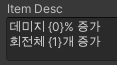 Item Desc
데미지 {0}% 증가
회전체 {1}개 증가